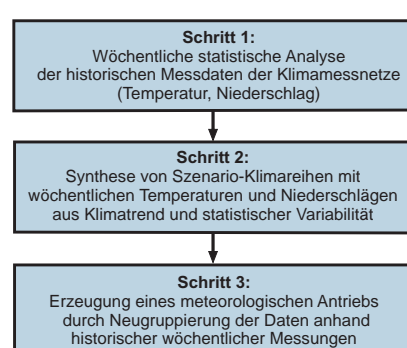 Schritt 1:
Wöchentliche statistische Analyse
der historischen Messdaten der Klimamessnetze
(Temperatur, Niederschlag)
Schritt 2:
Synthese von Szenario-Klimareihen mit
wöchentlichen Temperaturen und Niederschlägen
aus Klimatrend und statistischer Variabilität
Schritt 3:
Erzeugung eines meteorologischen Antriebs
durch Neugruppierung der Daten anhand
historischer wöchentlicher Messungen